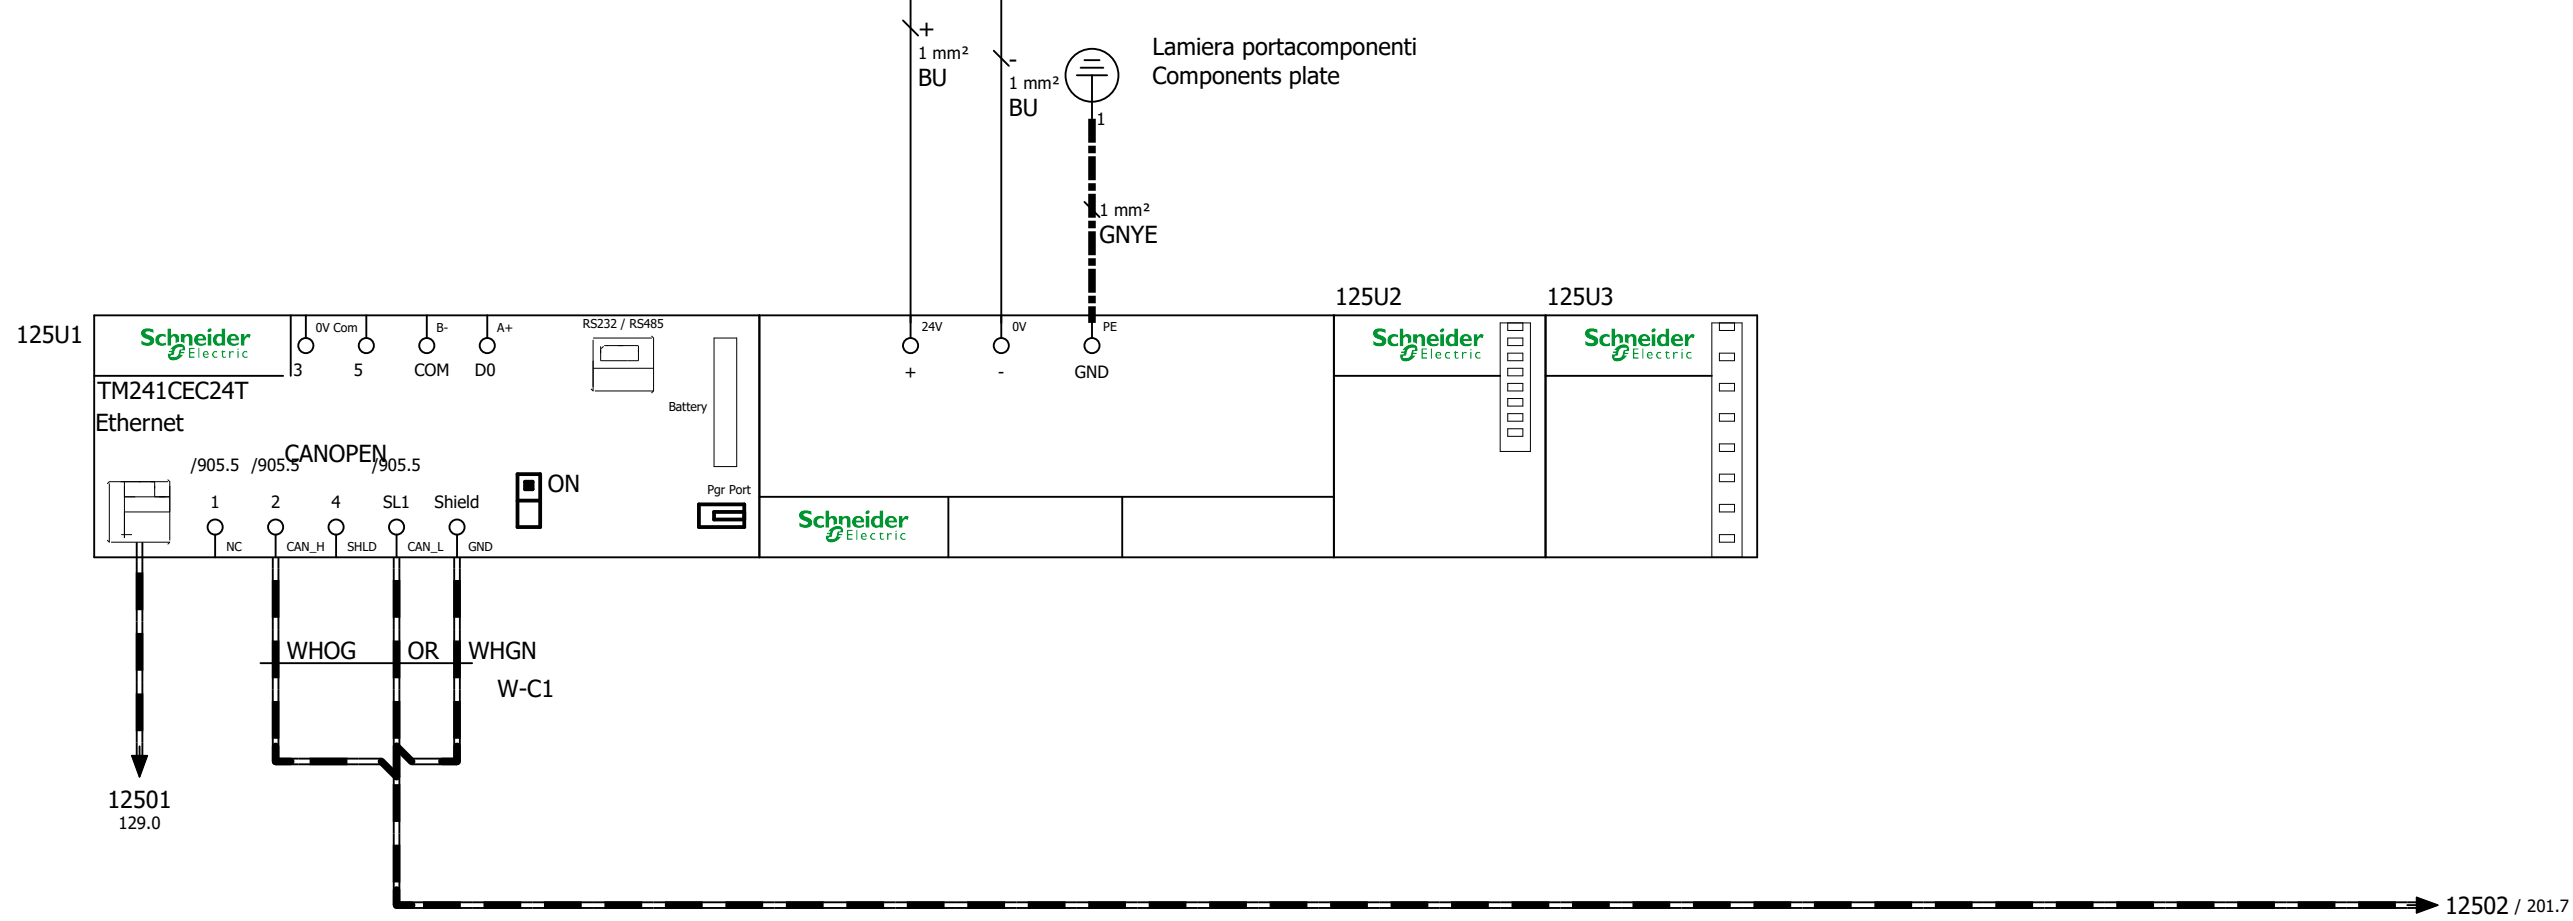 +
1 mm²
BU
-
1 mm²
BU
Lamiera portacomponenti
Components plate
1
1 mm²
GNYE
125U1
125U2
125U3
Schneider
Electric
0V Com
B-
A+
RS232 / RS485
24V
0V
PE
Schneider
Electric
Schneider
Electric
3
5
COM
D0
+
-
GND
TM241CEC24T
Ethernet
Battery
CANOPEN
/905.5
/905.5
/905.5
ON
Pgr Port
1
2
4
SL1
Shield
Schneider
Electric
NC
CAN_H
SHLD
CAN_L
GND
WHOG
OR
WHGN
W-C1
12501
129.0
12502 / 201.7